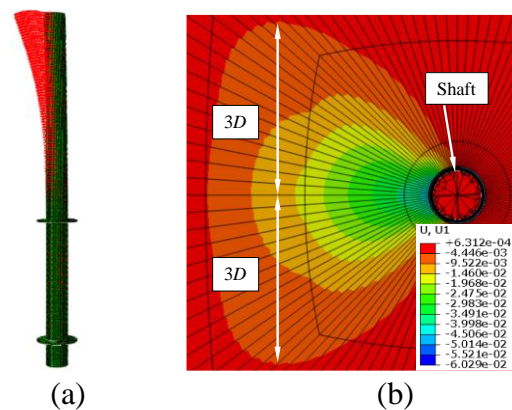 Shaft
3D
3D
U, U1
+6.312e-04
-4.446e-03
-9.522e-03
-1.460e-02
-1.968e-02
-2.475e-02
-2.983e-02
-3.491e-02
-3.998e-02
-4.506e-02
-5.014e-02
-5.521e-02
-6.029e-02
(a)
(b)